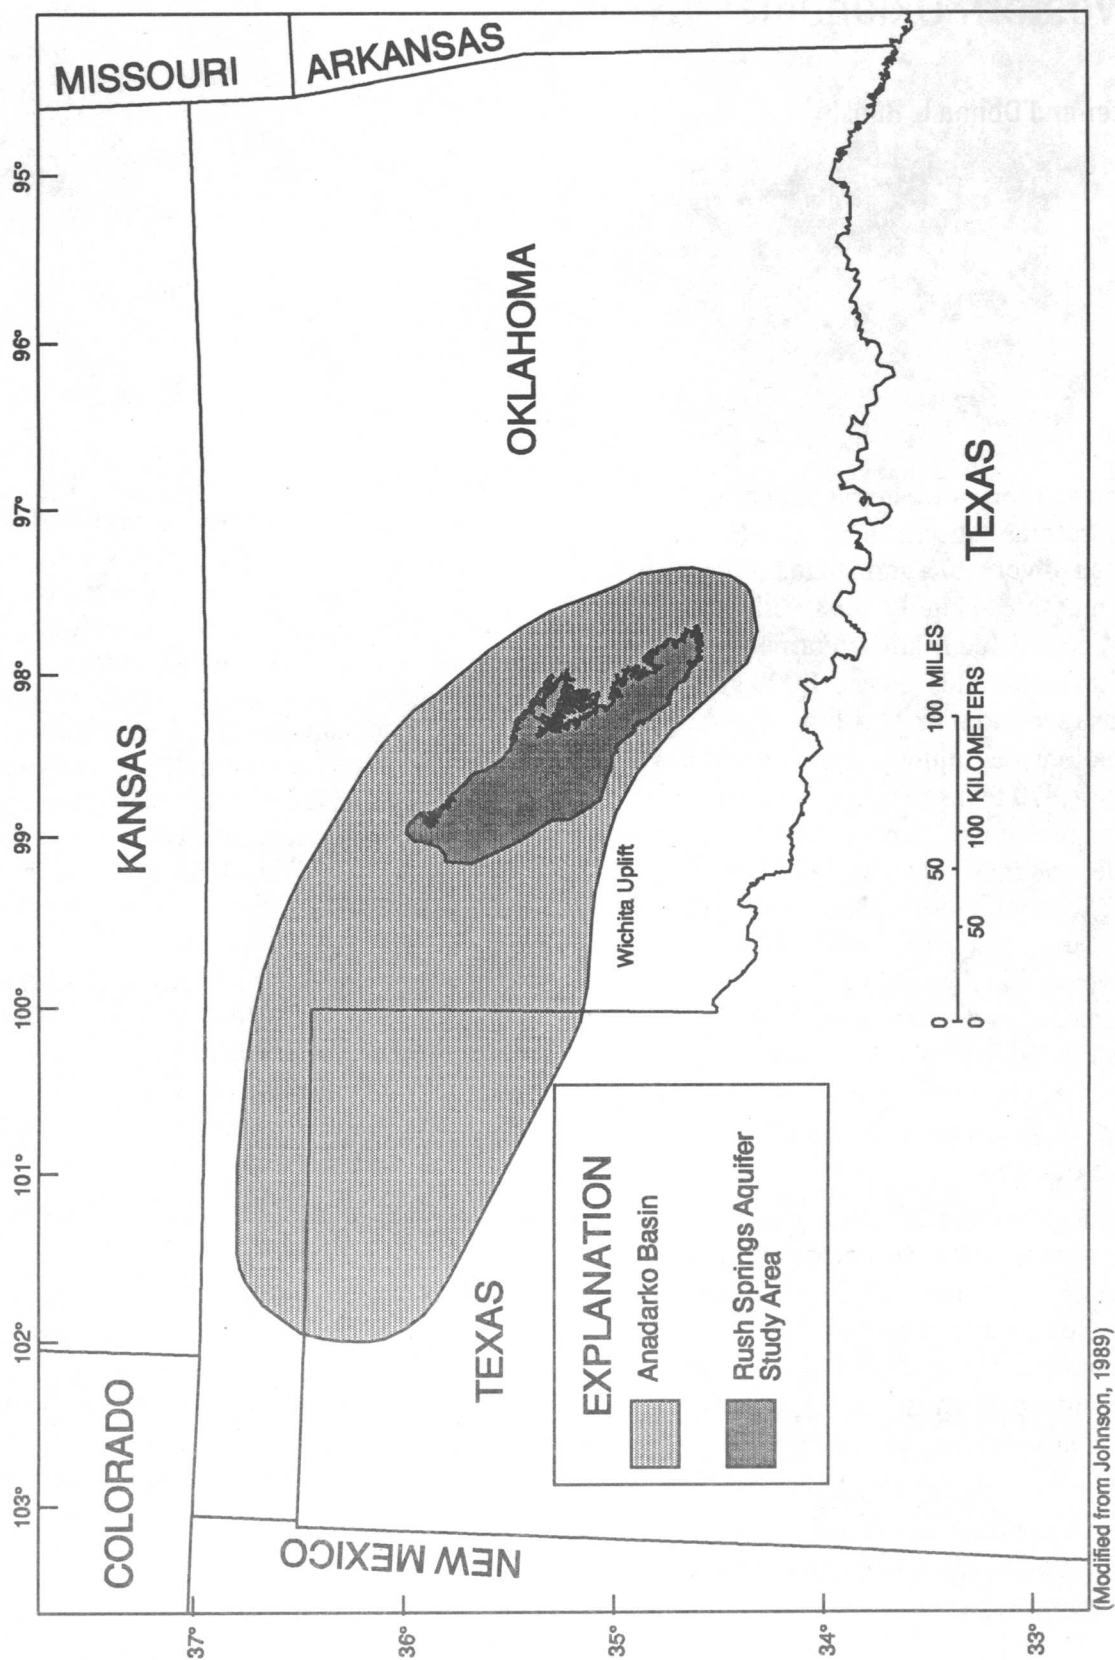 MISSOURI
ARKANSAS
95°
96°
97°
98°
99°
100°
101°
102°
103°
KANSAS
OKLAHOMA
COLORADO
NEW MEXICO
TEXAS
TEXAS
Wichita Uplift
0 50 100 MILES
0 50 100 KILOMETERS
EXPLANATION
Anadarko Basin
Rush Springs Aquifer
Study Area
37°
36°
35°
34°
33°
(Modified from Johnson, 1989)